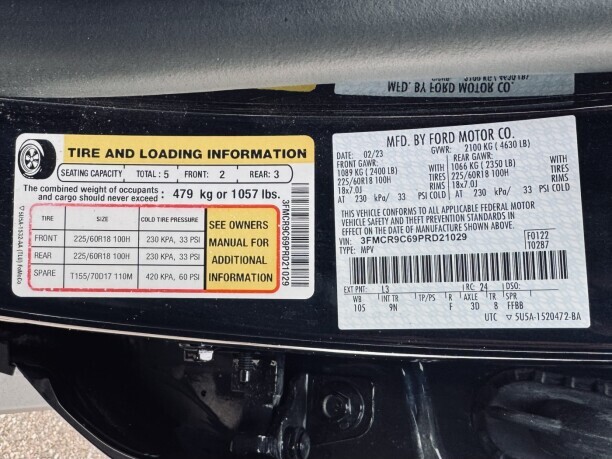 TIRE AND LOADING INFORMATION
SEATING CAPACITY TOTAL: 5 FRONT: 2 REAR: 3
The combined weight of occupants
and cargo should never exceed : 479 kg or 1057 lbs.
TIRE SIZE COLD TIRE PRESSURE
FRONT 225/60R18 100H 230 KPA, 33 PSI
REAR 225/60R18 100H 230 KPA, 33 PSI
SPARE T155/70D17 110M 420 KPA, 60 PSI
SEE OWNERS
MANUAL FOR
ADDITIONAL
INFORMATION
3FMCR9C69PRD21029
MFD. BY FORD MOTOR CO.
MFD. BY FORD MOTOR CO.
DATE: 02/23 GVWR: 2100 KG ( 4630 LB)
FRONT GAWR: REAR GAWR:
1089 KG ( 2400 LB) WITH 1066 KG ( 2350 LB) WITH
225/60R18 100H TIRES 225/60R18 100H TIRES
18x7.0J RIMS 18x7.0J RIMS
AT 230 kPa/ 33 PSI COLD AT 230 kPa/ 33 PSI COLD
THIS VEHICLE CONFORMS TO ALL APPLICABLE FEDERAL MOTOR
VEHICLE SAFETY AND THEFT PREVENTION STANDARDS IN
EFFECT ON THE DATE OF MANUFACTURE SHOWN ABOVE.
VIN: 3FMCR9C69PRD21029
TYPE: MPV
F0122
T0287
EXT PNT: L3 RC: 24 DSO:
WB INT TR TP/PS R AXLE TR SPR
105 9N F 3D 8 FFBB
UTC 5U5A-1520472-BA